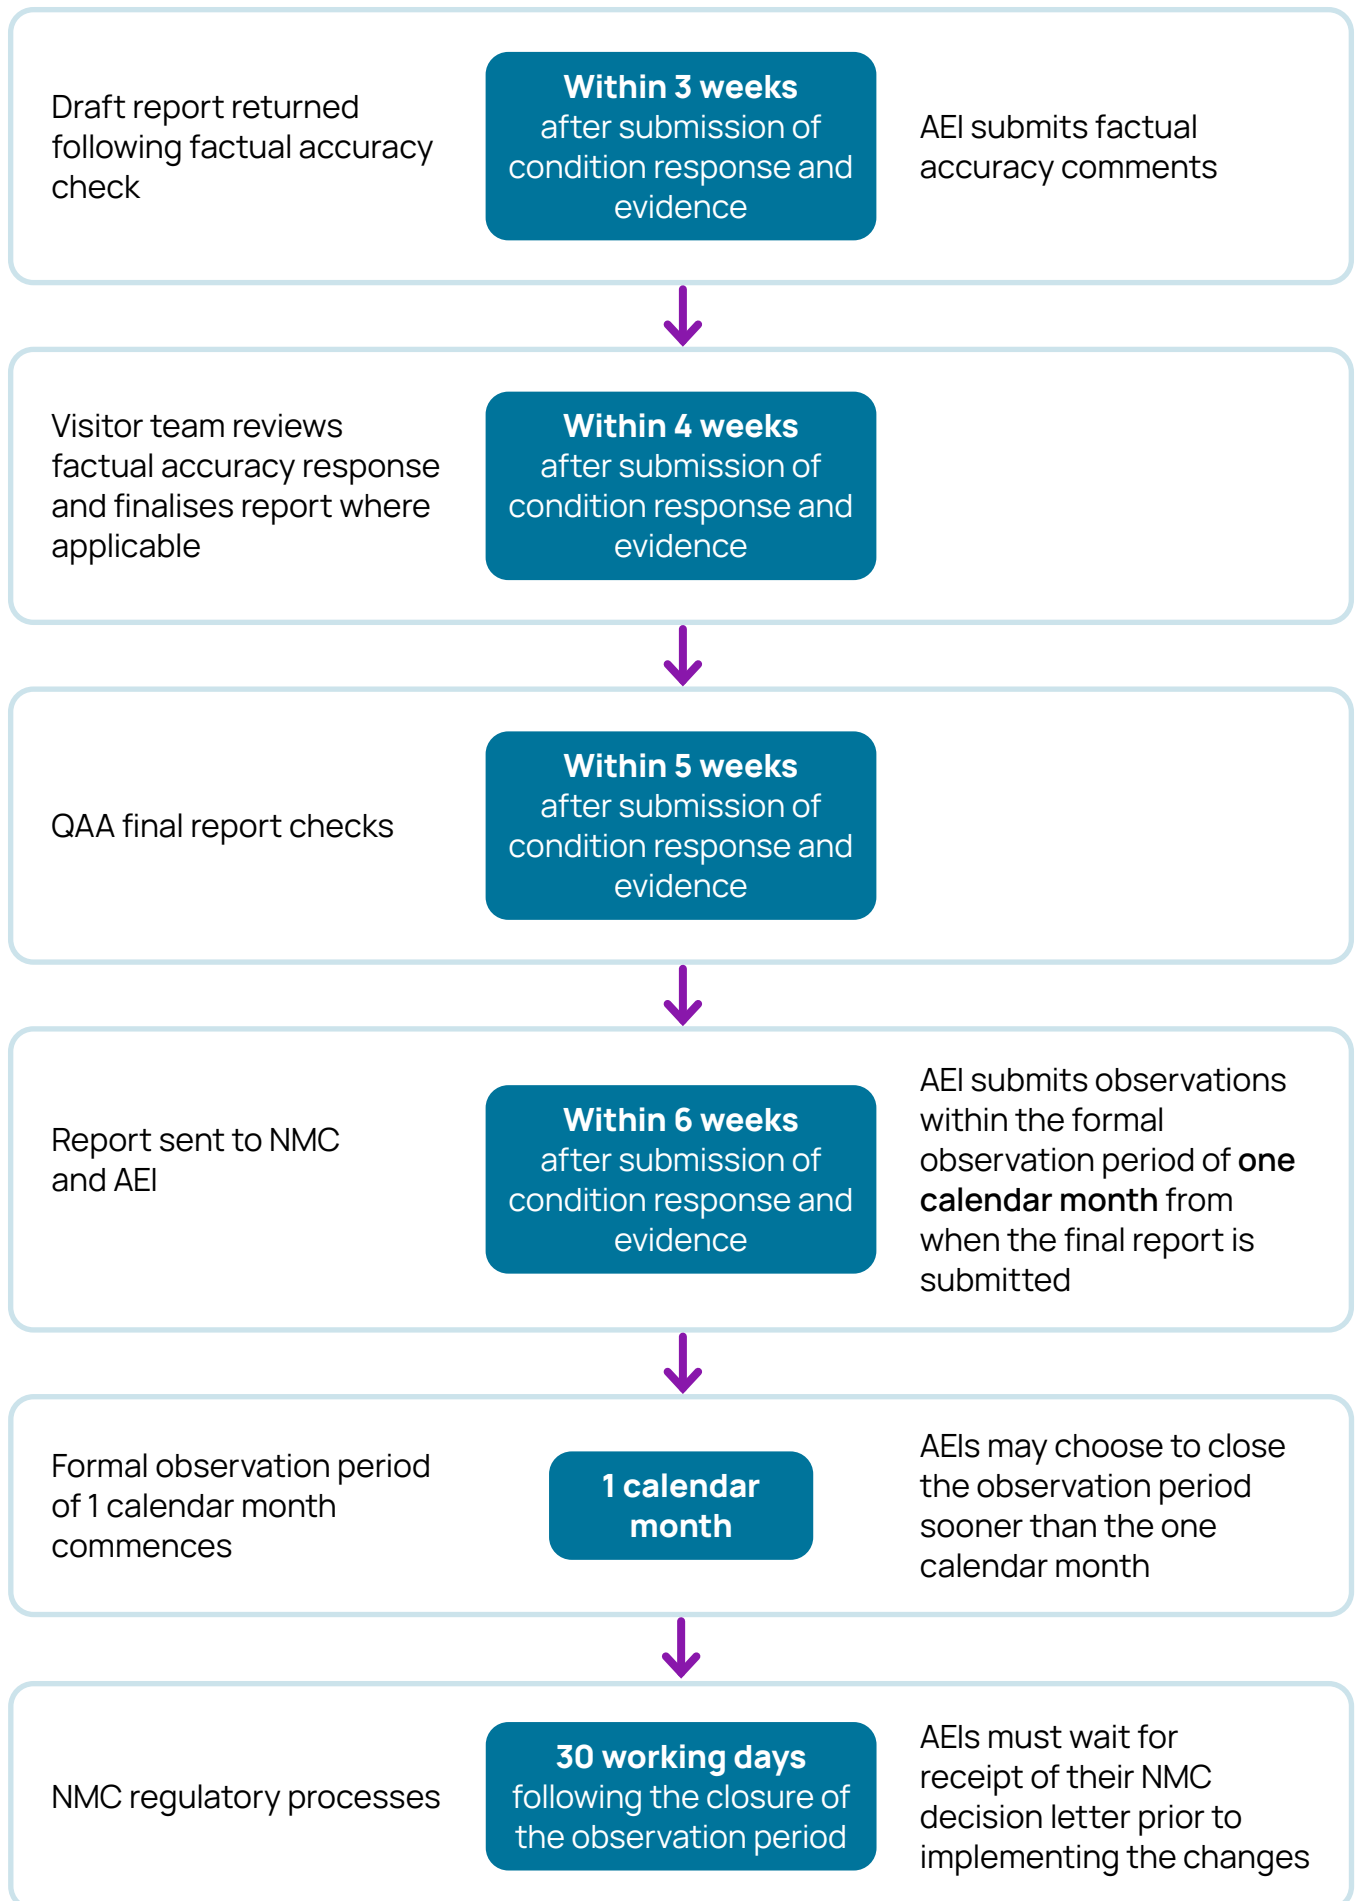 Draft report returned
following factual accuracy
check
Within 3 weeks
after submission of
condition response and
evidence
AEI submits factual
accuracy comments
Visitor team reviews
factual accuracy response
and finalises report where
applicable
Within 4 weeks
after submission of
condition response and
evidence
QAA final report checks
Within 5 weeks
after submission of
condition response and
evidence
Report sent to NMC
and AEI
Within 6 weeks
after submission of
condition response and
evidence
AEI submits observations
within the formal
observation period of one
calendar month from
when the final report is
submitted
Formal observation period
of 1 calendar month
commences
1 calendar
month
AEIs may choose to close
the observation period
sooner than the one
calendar month
NMC regulatory processes
30 working days
following the closure of
the observation period
AEIs must wait for
receipt of their NMC
decision letter prior to
implementing the changes